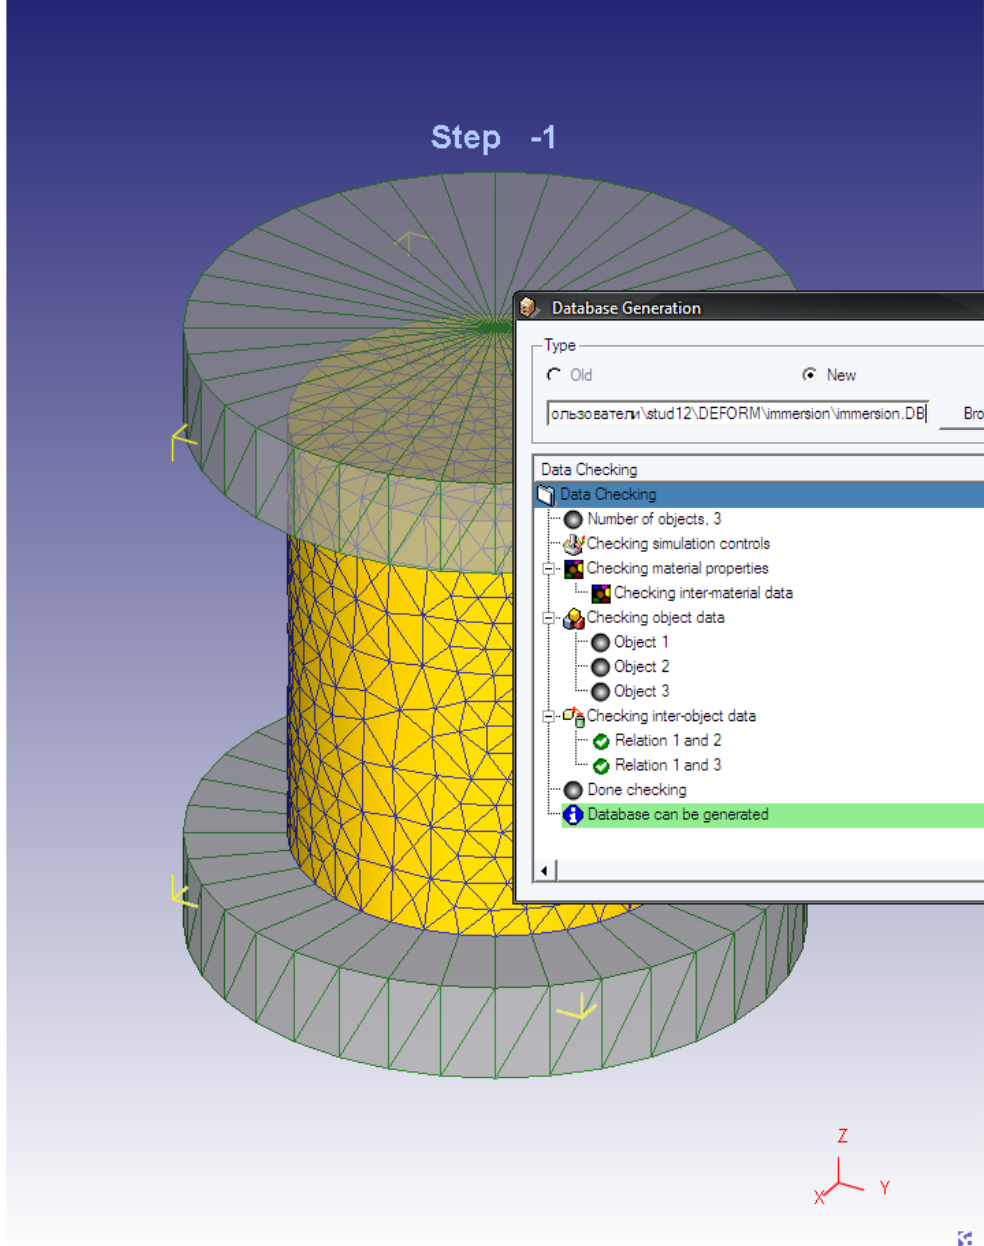 Step -1
Database Generation
Type
Old
New
ользователи\stud12\DEFORM\immersion\immersion.DB
Bro
Data Checking
Data Checking
Number of objects, 3
Checking simulation controls
Checking material properties
Checking inter-material data
Checking object data
Object 1
Object 2
Object 3
Checking inter-object data
Relation 1 and 2
Relation 1 and 3
Done checking
Database can be generated
Z
X
Y